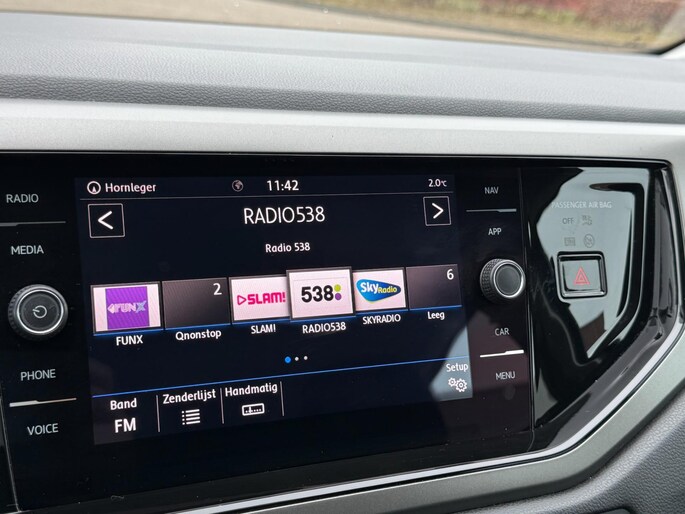 Hornleger 11:42 2.0°C
RADIO
MEDIA
PHONE
VOICE
RADIO538
Radio 538
FUNX
2
SLAM!
538
Sky Radio
6
FUNX Qnonstop SLAM! RADIO538 SKYRADIO Leeg
Band
FM
Zenderlijst
Handmatig
Setup
NAV
APP
CAR
MENU
PASSENGER AIR BAG
OFF